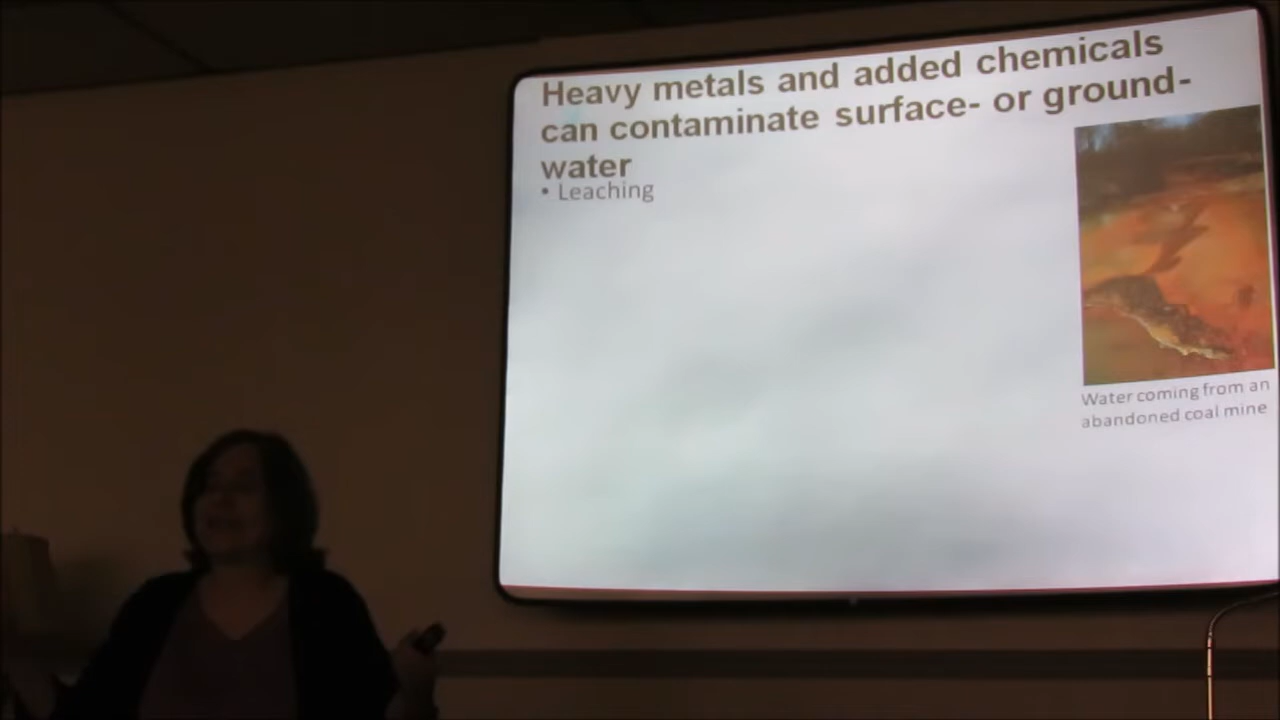 Heavy metals and added chemicals
can contaminate surface- or ground-
water
• Leaching
Water coming from an
abandoned coal mine